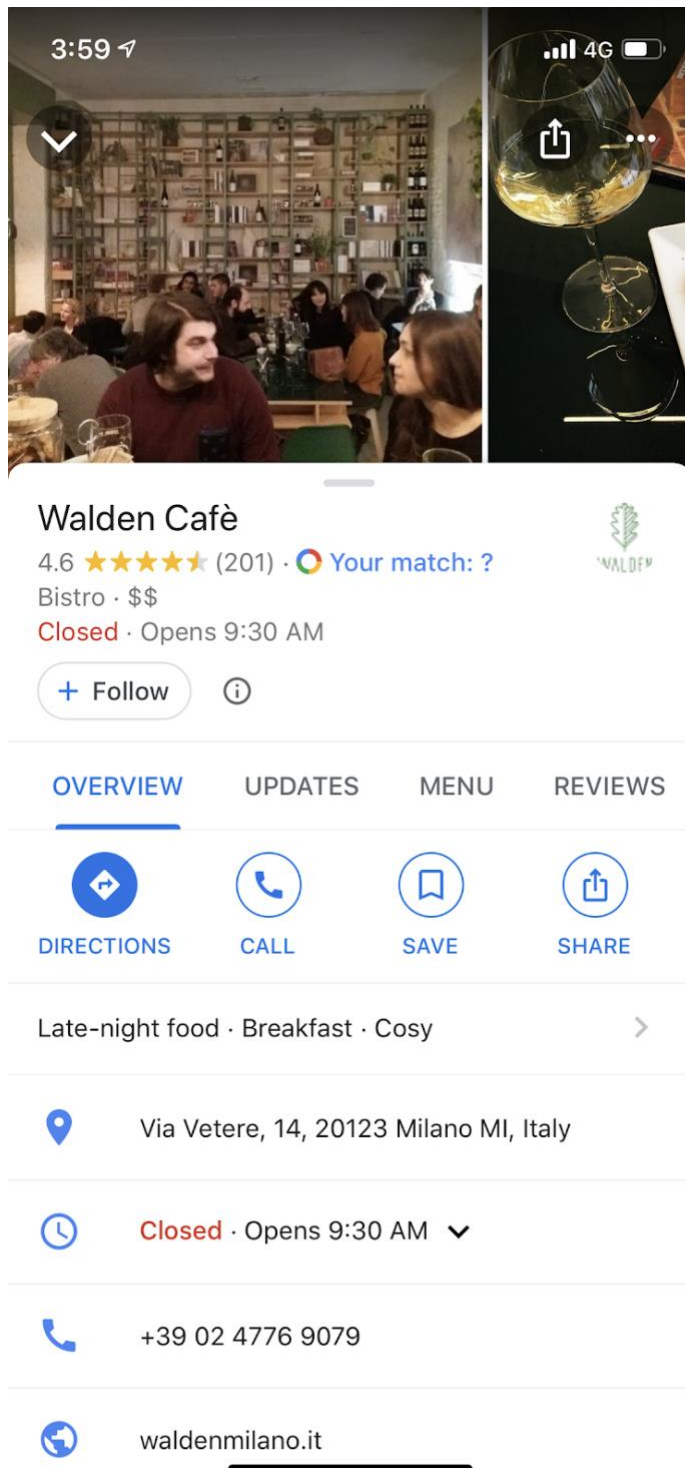 3:59 4G
Walden Cafè
WALDEN
4.6 (201) · Your match: ?
Bistro · $$
Closed · Opens 9:30 AM
+ Follow
OVERVIEW UPDATES MENU REVIEWS
DIRECTIONS CALL SAVE SHARE
Late-night food · Breakfast · Cosy
Via Vetere, 14, 20123 Milano MI, Italy
Closed · Opens 9:30 AM
+39 02 4776 9079
waldenmilano.it